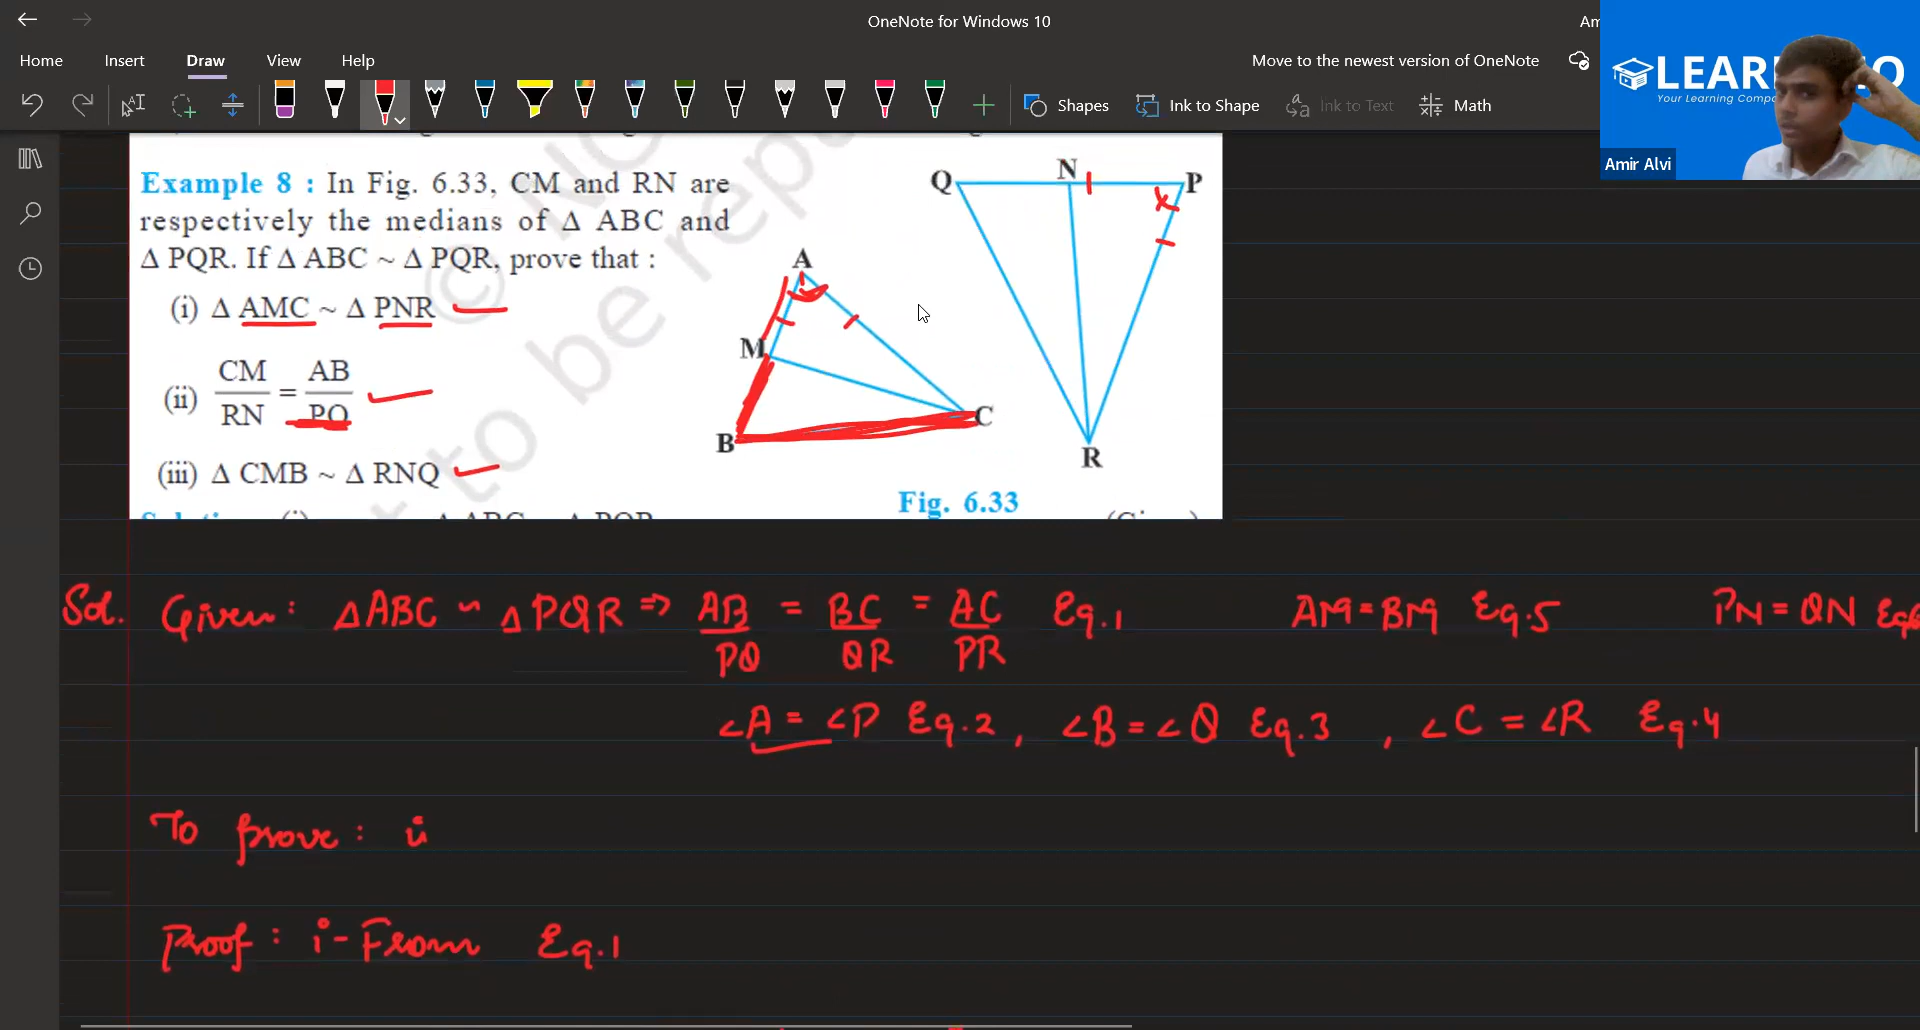 OneNote for Windows 10
Home Insert Draw View Help
Move to the newest version of OneNote
Shapes Ink to Shape Ink to Text Math
Your Learning
Amir Alvi
Example 8 : In Fig. 6.33, CM and RN are
respectively the medians of Δ ABC and
Δ PQR. If Δ ABC ~ Δ PQR, prove that :
(i) Δ AMC ~ Δ PNR
(ii) CM/RN = AB/PQ
(iii) Δ CMB ~ Δ RNQ
A
M
B
C
Q
N
P
R
Fig. 6.33
© 
to be
Sol. Given: ΔABC ~ ΔPQR => AB/PQ = BC/QR = AC/PR Eq.1 AM=BM Eq.5 PN=QN Eq6
∠A = ∠P Eq.2, ∠B = ∠Q Eq.3, ∠C = ∠R Eq.4
To prove: ii
Proof: i- From Eq.1